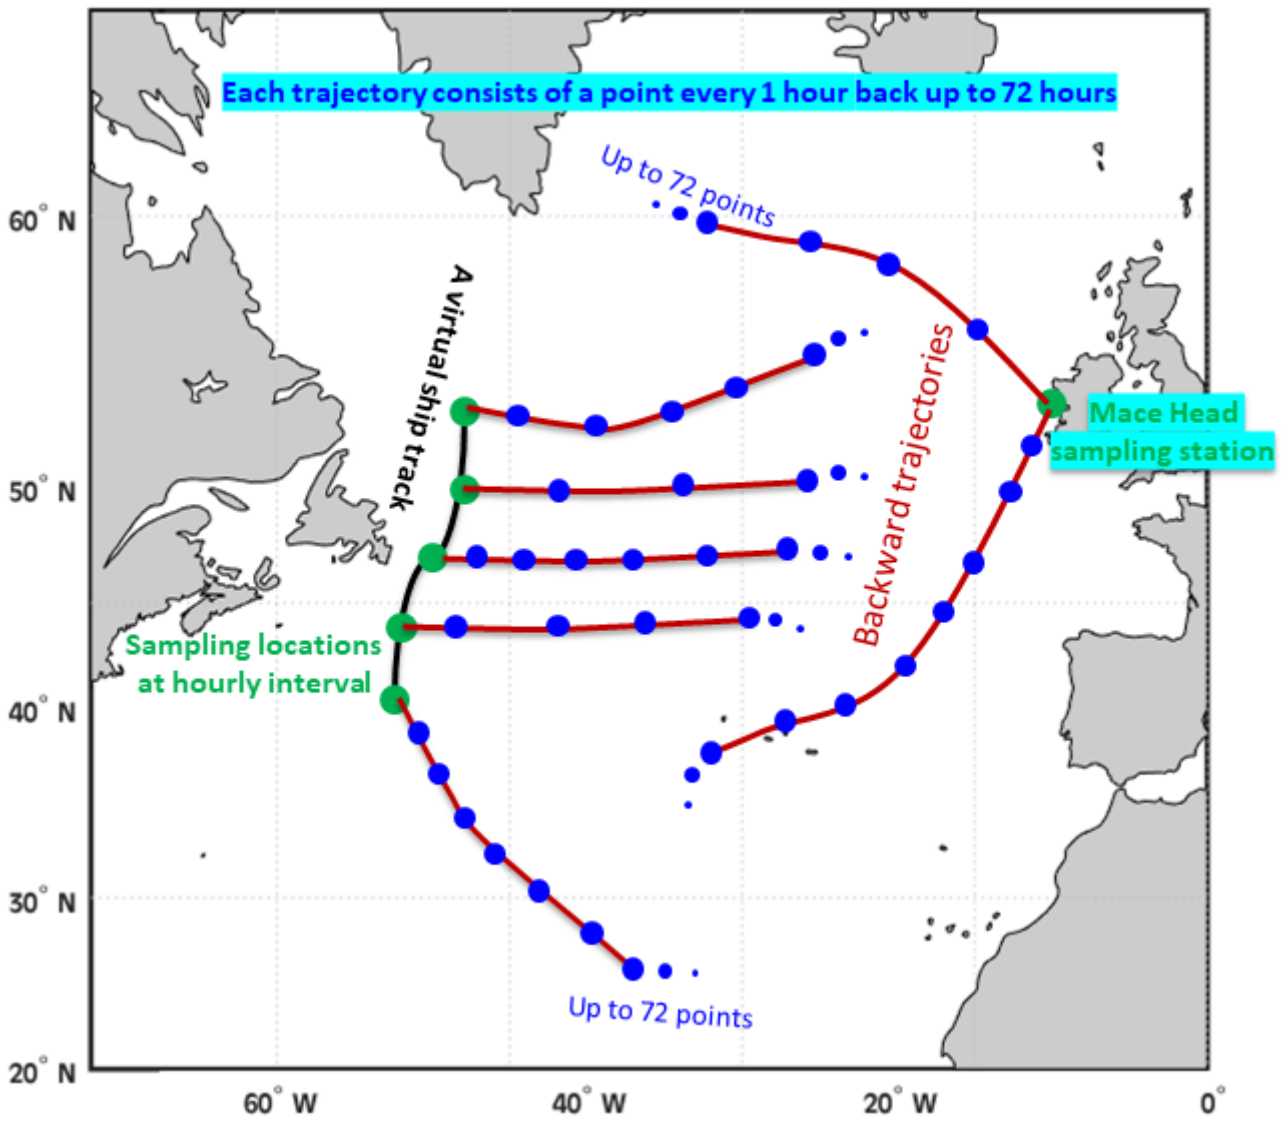 Each trajectory consists of a point every 1 hour back up to 72 hours
Up to 72 points
60° N
A virtual ship track
Backward trajectories
Mace Head
sampling station
50° N
Sampling locations
at hourly interval
40° N
30° N
Up to 72 points
20° N
60° W
40° W
20° W
0°